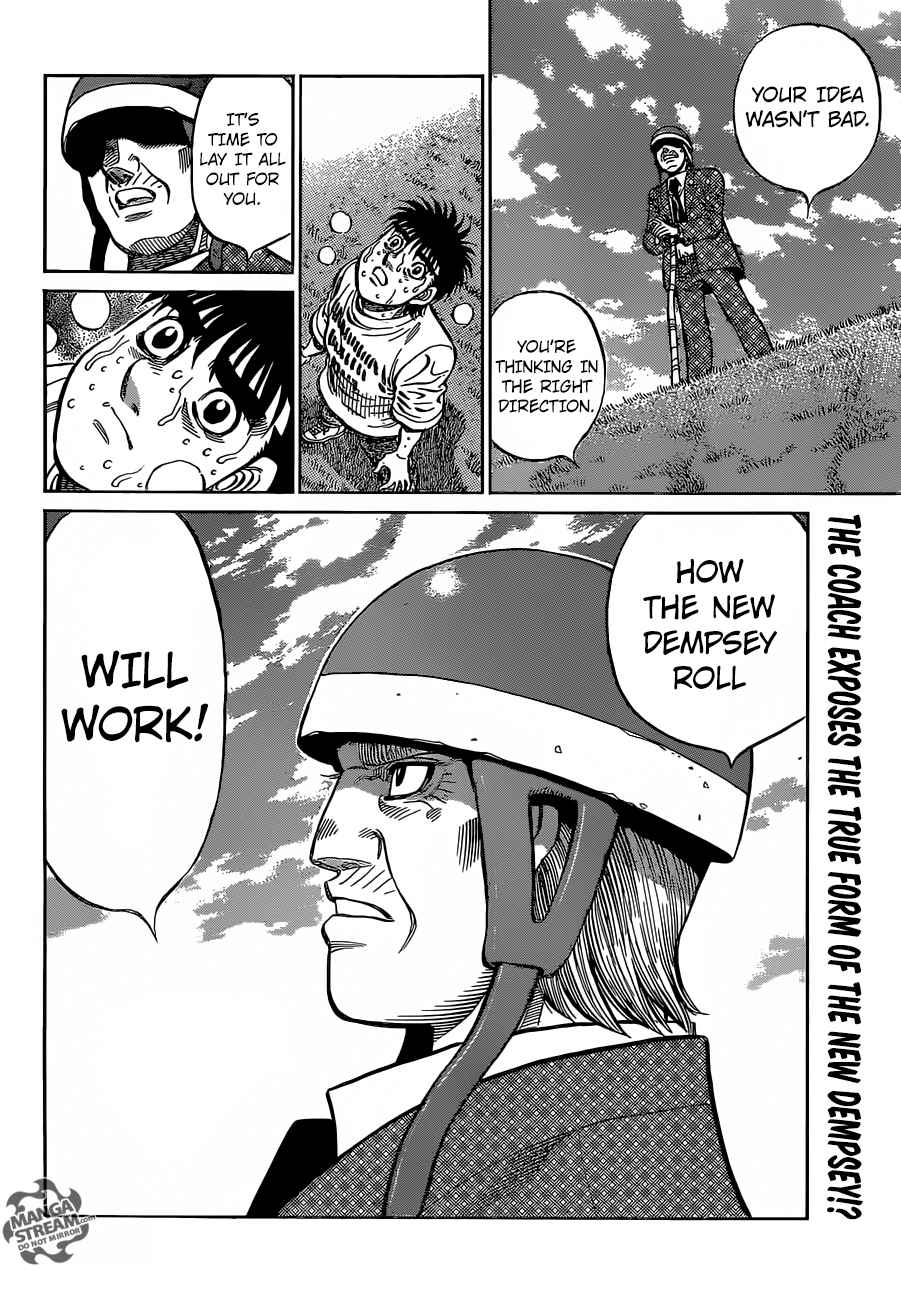 YOUR IDEA
WASN'T BAD.
YOU'RE
THINKING IN
THE RIGHT
DIRECTION.
IT'S
TIME TO
LAY IT ALL
OUT FOR
YOU.
HOW
THE NEW
DEMPSEY
ROLL
WILL
WORK!
THE COACH EXPOSES THE TRUE FORM OF THE NEW DEMPSEY!?
MANGA
STREAM.com
DO NOT MIRROR